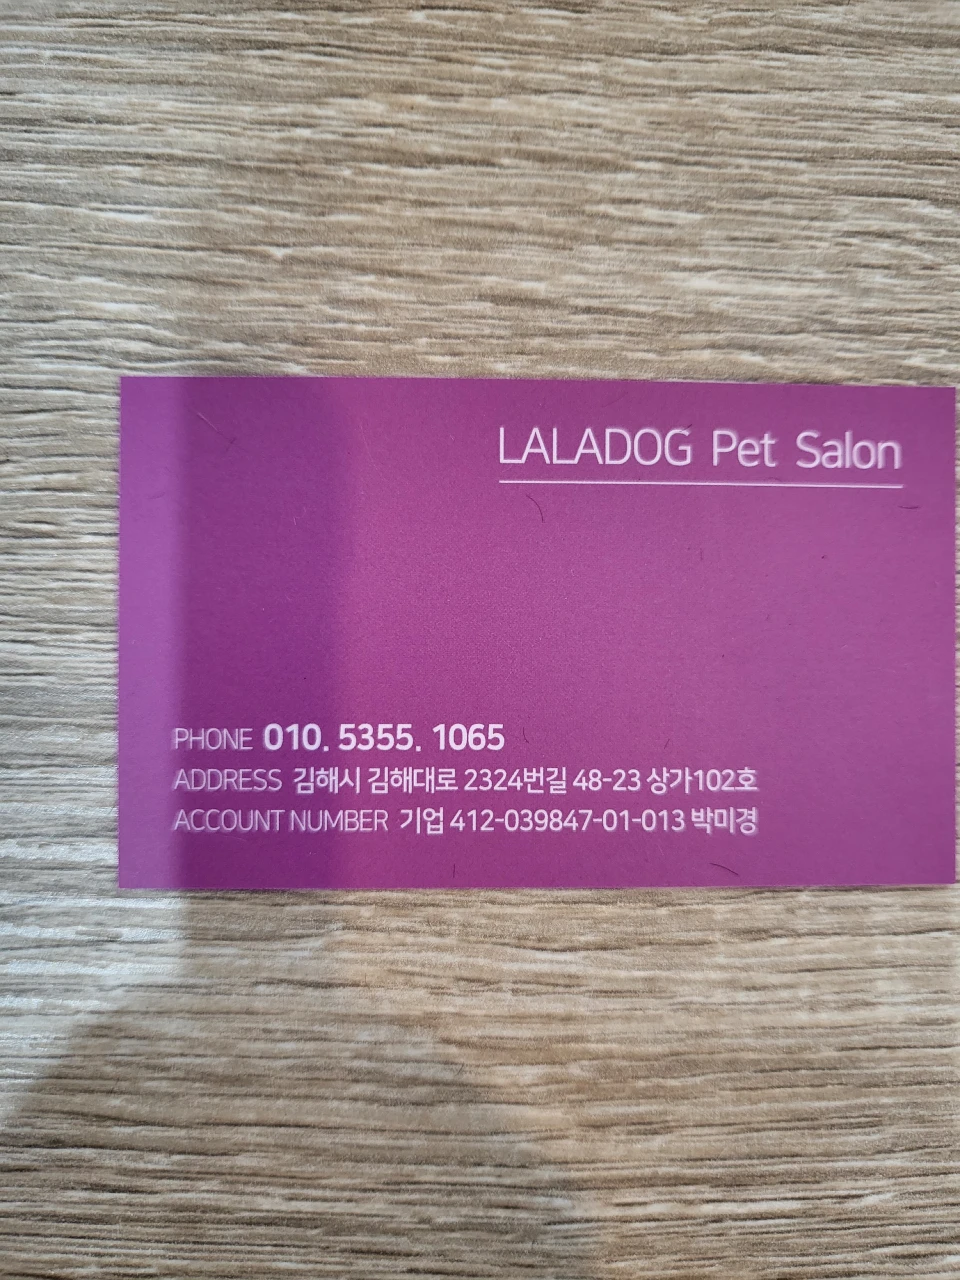 LALADOG Pet Salon
PHONE 010. 5355. 1065
ADDRESS 김해시 김해대로 2324번길 48-23 상가102호
ACCOUNT NUMBER 기업 412-039847-01-013 박미경